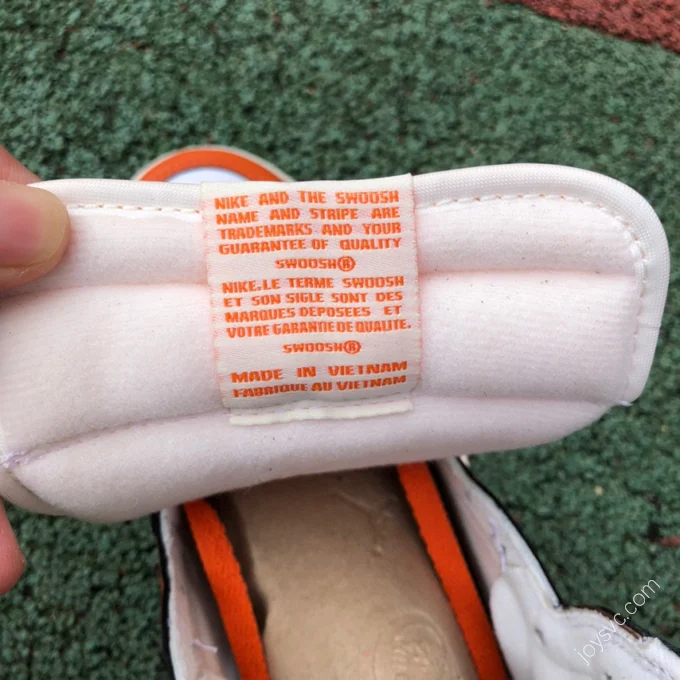 NIKE AND THE SWOOSH
NAME AND STRIPE ARE
TRADEMARKS AND YOUR
GUARANTEE OF QUALITY
SWOOSH®
NIKE.LE TERME SWOOSH
ET SON SIGLE SONT DES
MARQUES DEPOSEES ET
VOTRE GARANTIE DE QUALITE.
SWOOSH®
MADE IN VIETNAM
FABRIQUE AU VIETNAM
joysvc.com